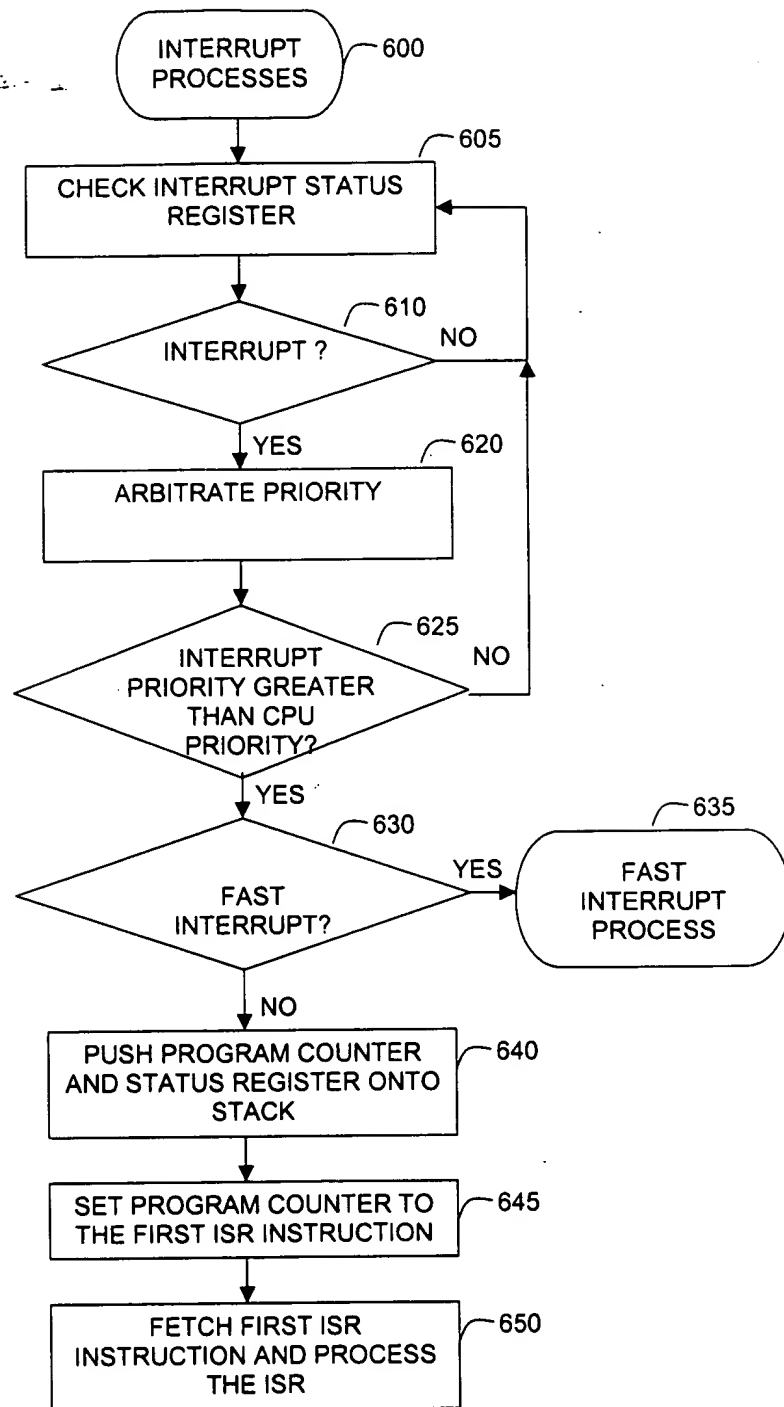 INTERRUPT
PROCESSES
600
605
CHECK INTERRUPT STATUS
REGISTER
610
INTERRUPT ?
NO
YES
620
ARBITRATE PRIORITY
625
INTERRUPT
PRIORITY GREATER
THAN CPU
PRIORITY?
NO
YES
630
FAST
INTERRUPT?
YES
635
FAST
INTERRUPT
PROCESS
NO
PUSH PROGRAM COUNTER
AND STATUS REGISTER ONTO
STACK
640
SET PROGRAM COUNTER TO
THE FIRST ISR INSTRUCTION
645
FETCH FIRST ISR
INSTRUCTION AND PROCESS
THE ISR
650